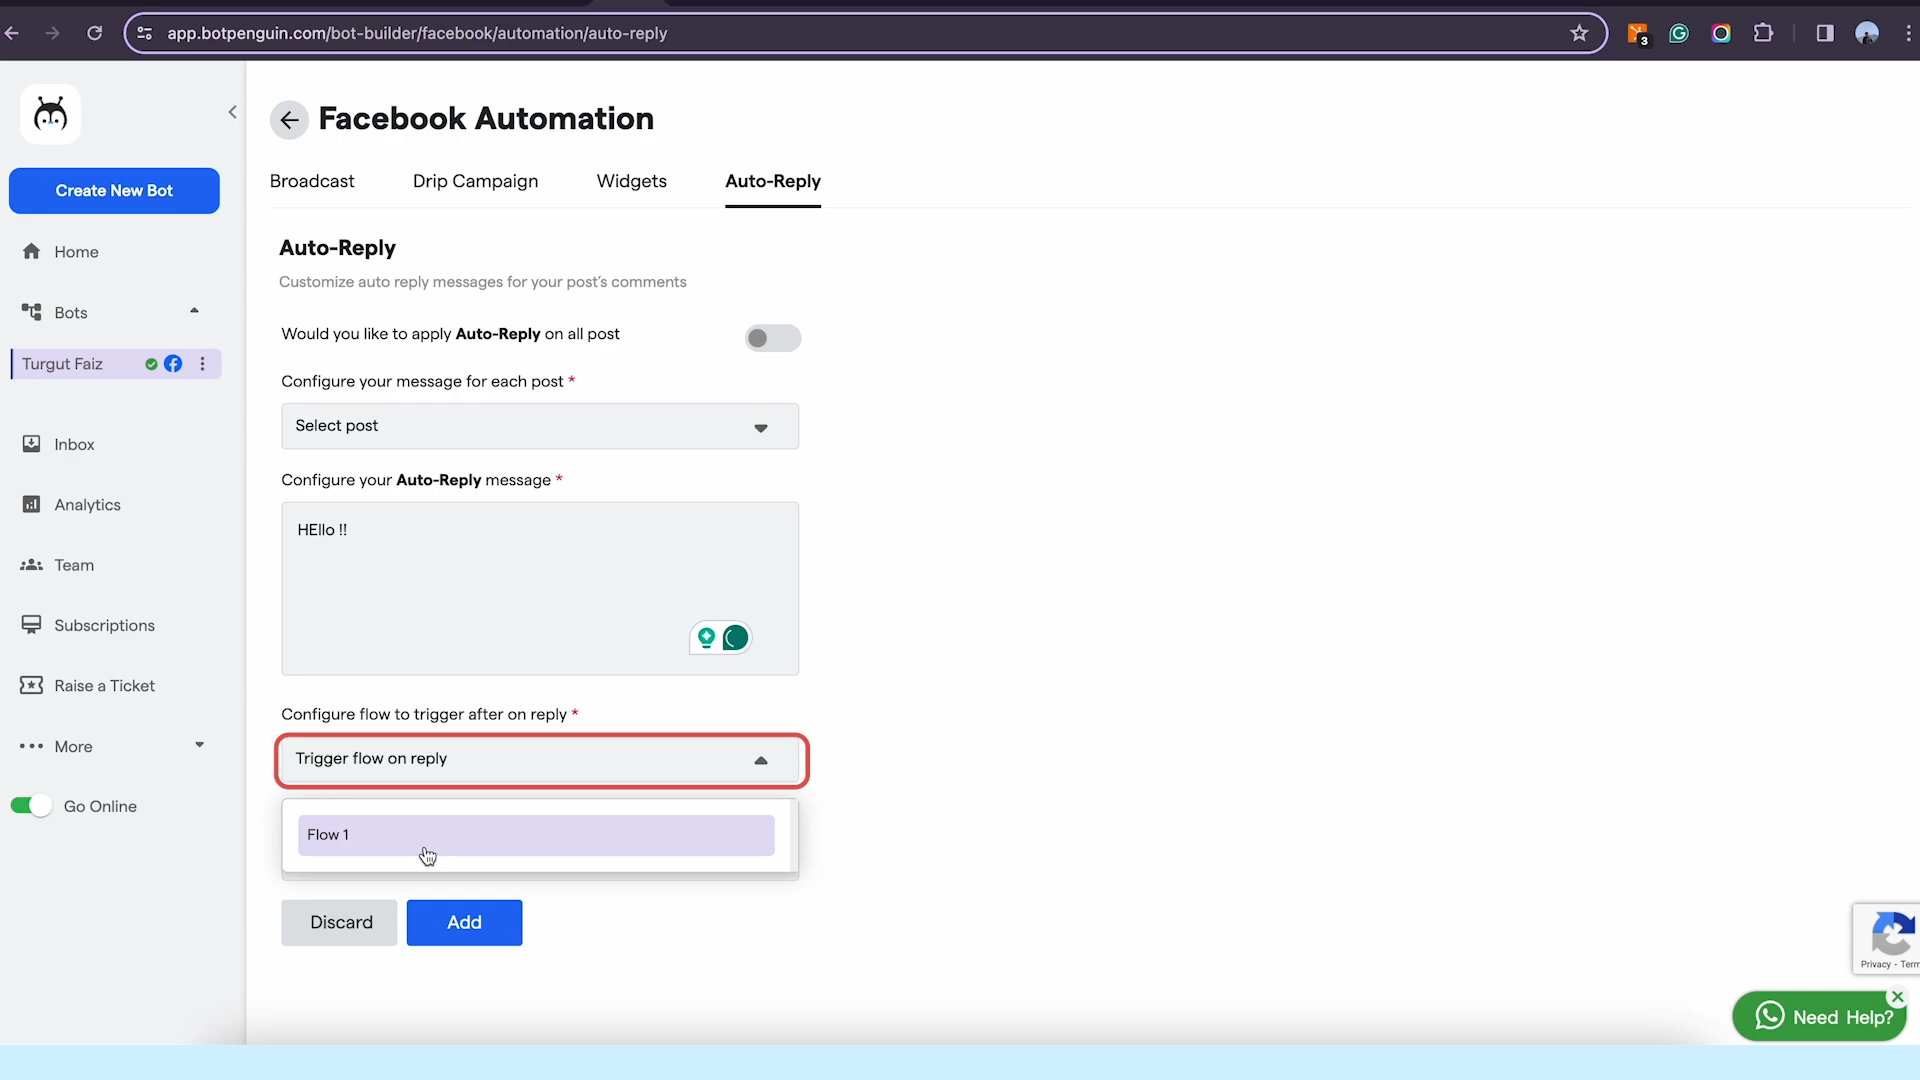 app.botpenguin.com/bot-builder/facebook/automation/auto-reply
3
Facebook Automation
Create New Bot
Broadcast
Drip Campaign
Widgets
Auto-Reply
Home
Auto-Reply
Customize auto reply messages for your post's comments
Bots
Would you like to apply Auto-Reply on all post
Turgut Faiz
Configure your message for each post *
Select post
Inbox
Configure your Auto-Reply message *
Analytics
HEllo !!
Team
Subscriptions
Raise a Ticket
Configure flow to trigger after on reply *
More
Trigger flow on reply
Go Online
Flow 1
Discard
Add
Privacy - Term
Need Help?